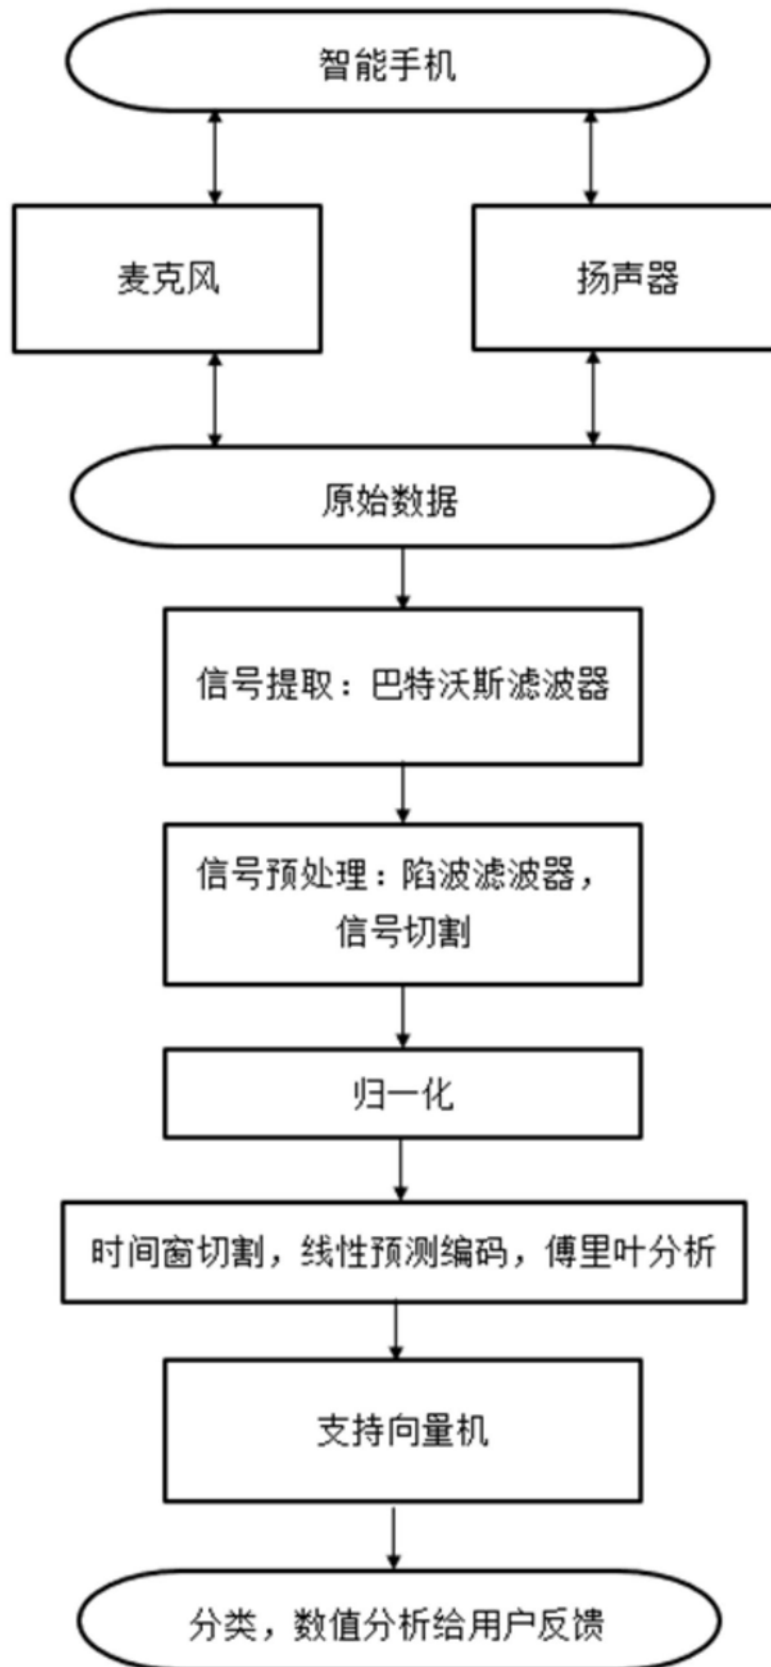 智能手机
麦克风
扬声器
原始数据
信号提取：巴特沃斯滤波器
信号预处理：陷波滤波器，
信号切割
归一化
时间窗切割，线性预测编码，傅里叶分析
支持向量机
分类，数值分析给用户反馈